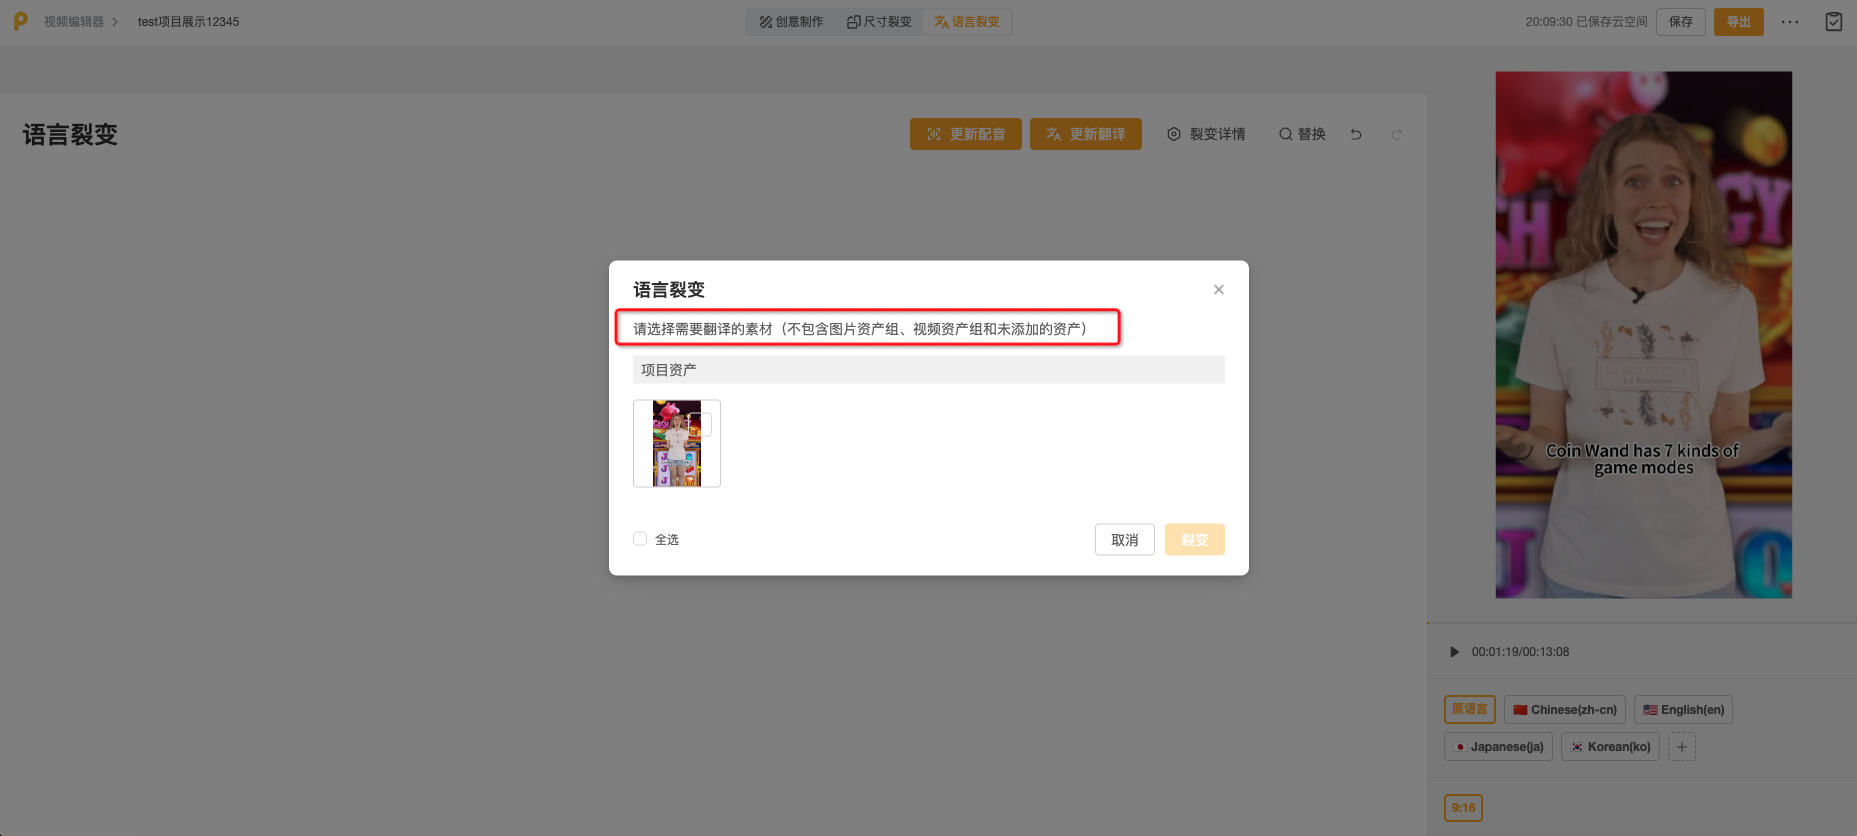 视频编辑器
test项目展示12345
创意制作
尺寸裂变
语言裂变
20:09:30 已保存云空间
保存
导出
语言裂变
更新配音
更新翻译
裂变详情
替换
语言裂变
请选择需要翻译的素材（不包含图片资产组、视频资产组和未添加的资产）
项目资产
全选
取消
裂变
Coin Wand has 7 kinds of
game modes
00:01:19/00:13:08
原语言
Chinese(zh-cn)
English(en)
Japanese(ja)
Korean(ko)
9:16